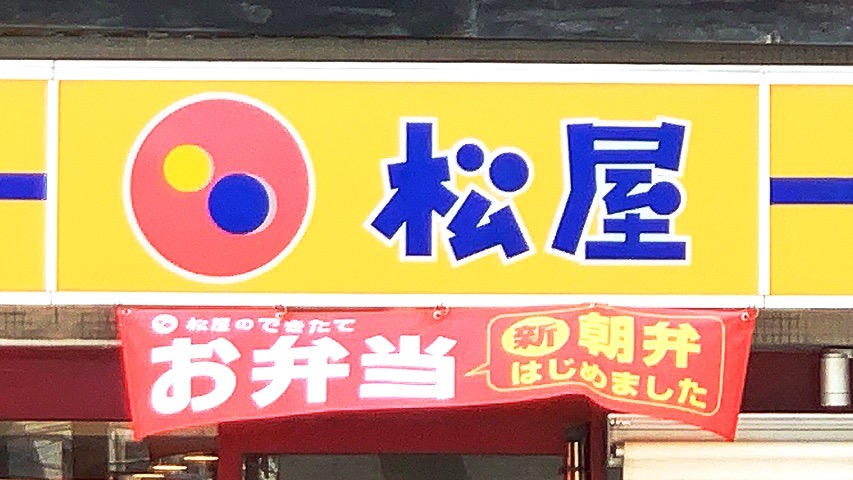 松屋
松屋のできたて
お弁当
新 朝弁
はじめました